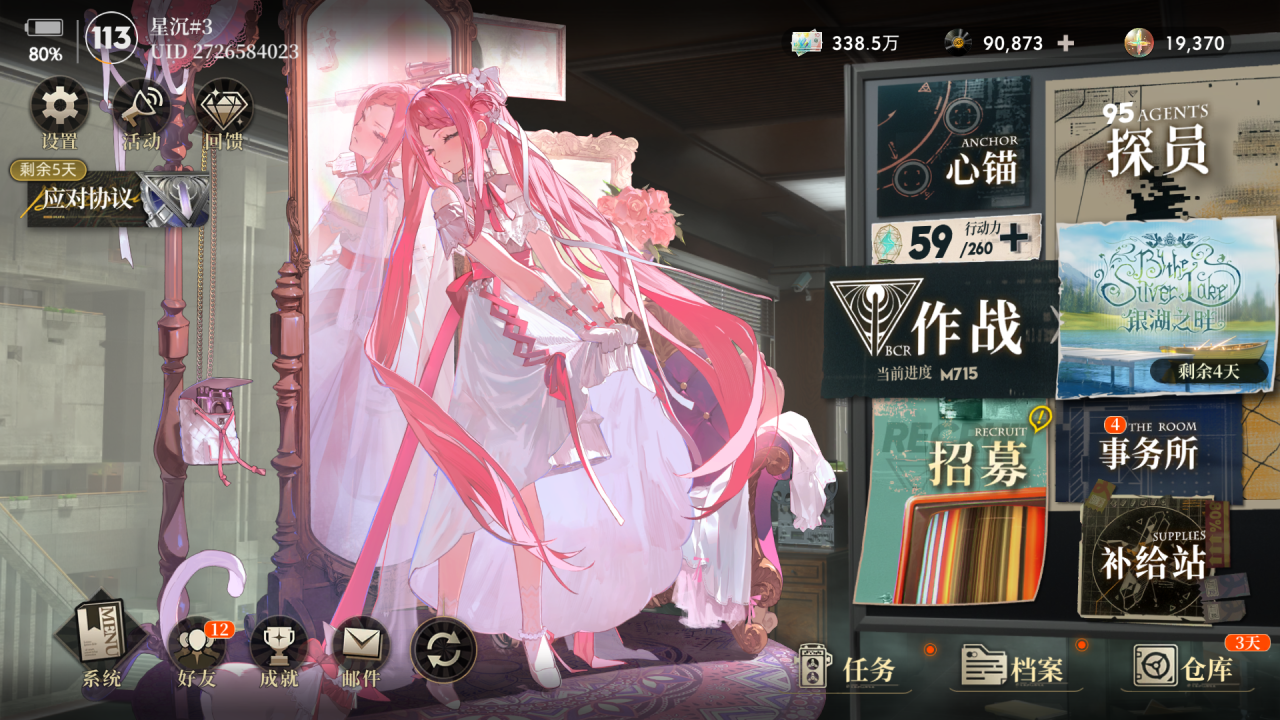 80%
113
星沉#3
UID 2726584023
338.5万
90,873
19,370
设置
活动
回馈
剩余5天
应对协议
ANCHOR
心锚
95 AGENTS
探员
59/260
行动力
By the Silver Lake
银湖之旺
剩余4天
BCR
作战
当前进度 M715
RECRUIT
招募
4
THE ROOM
事务所
SUPPLIES
补给站
MENU
系统
12
好友
成就
邮件
任务
档案
3天
仓库